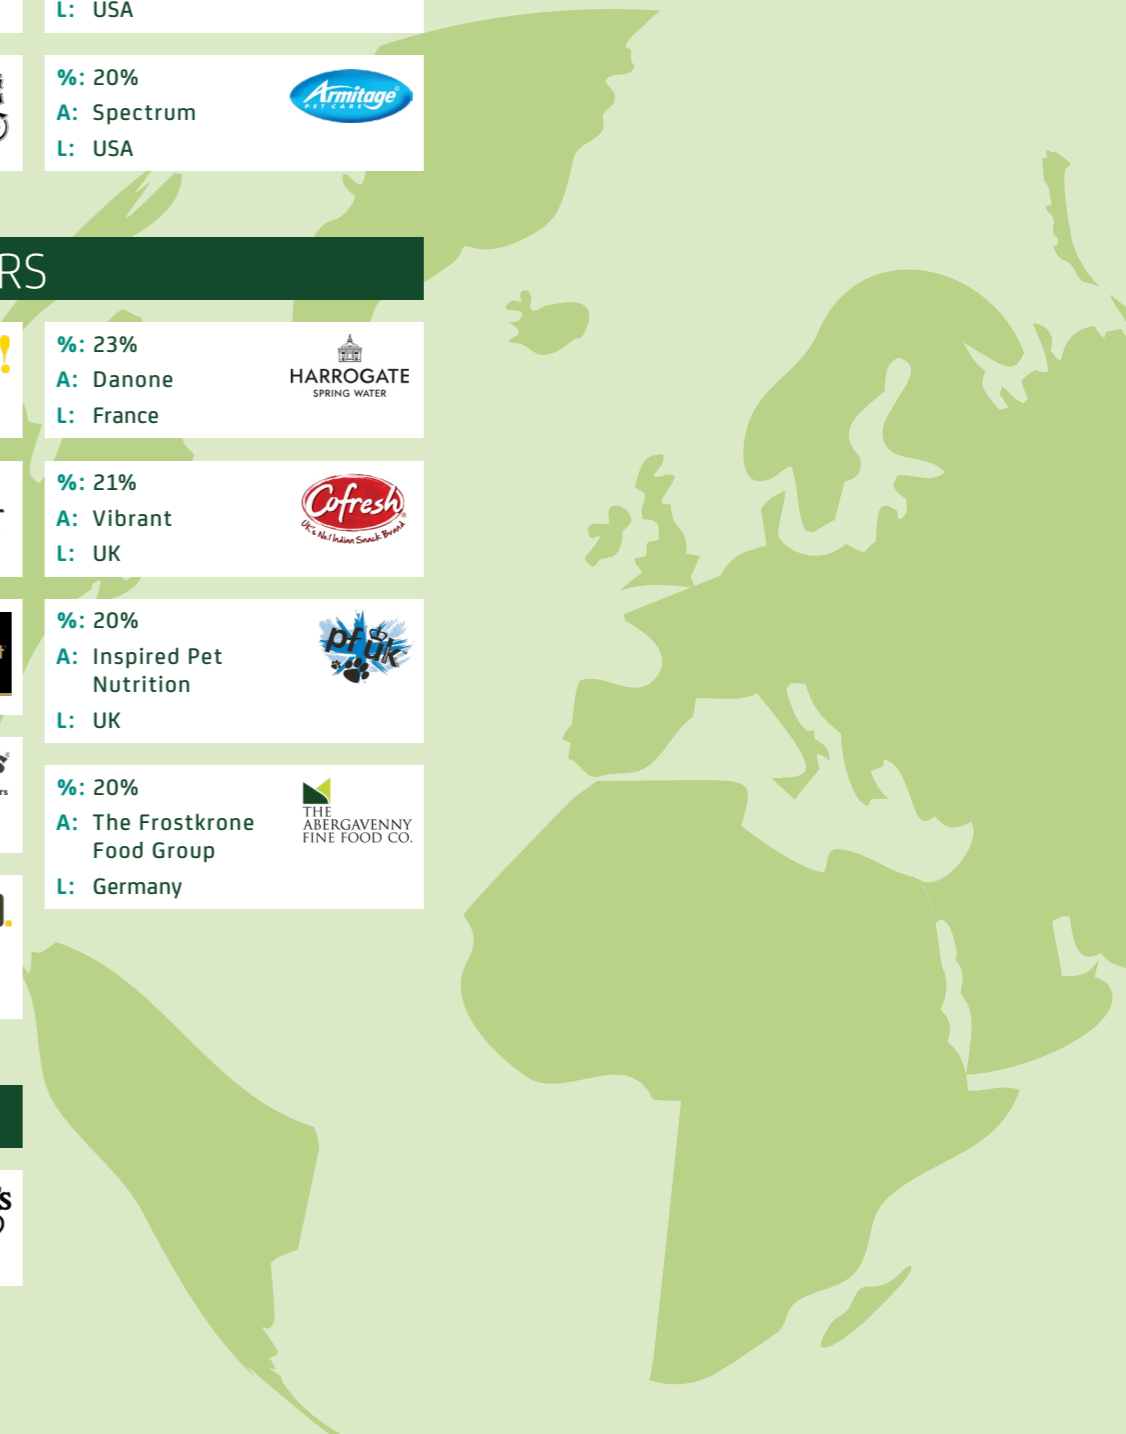 L: USA
%: 20%
A: Spectrum
L: USA
Armitage®
PET CARE
RS
%: 23%
A: Danone
L: France
HARROGATE
SPRING WATER
%: 21%
A: Vibrant
L: UK
Cofresh®
UK's No.1 Indian Snack Brand
%: 20%
A: Inspired Pet
Nutrition
L: UK
pfuk
%: 20%
A: The Frostkrone
Food Group
L: Germany
THE
ABERGAVENNY
FINE FOOD CO.